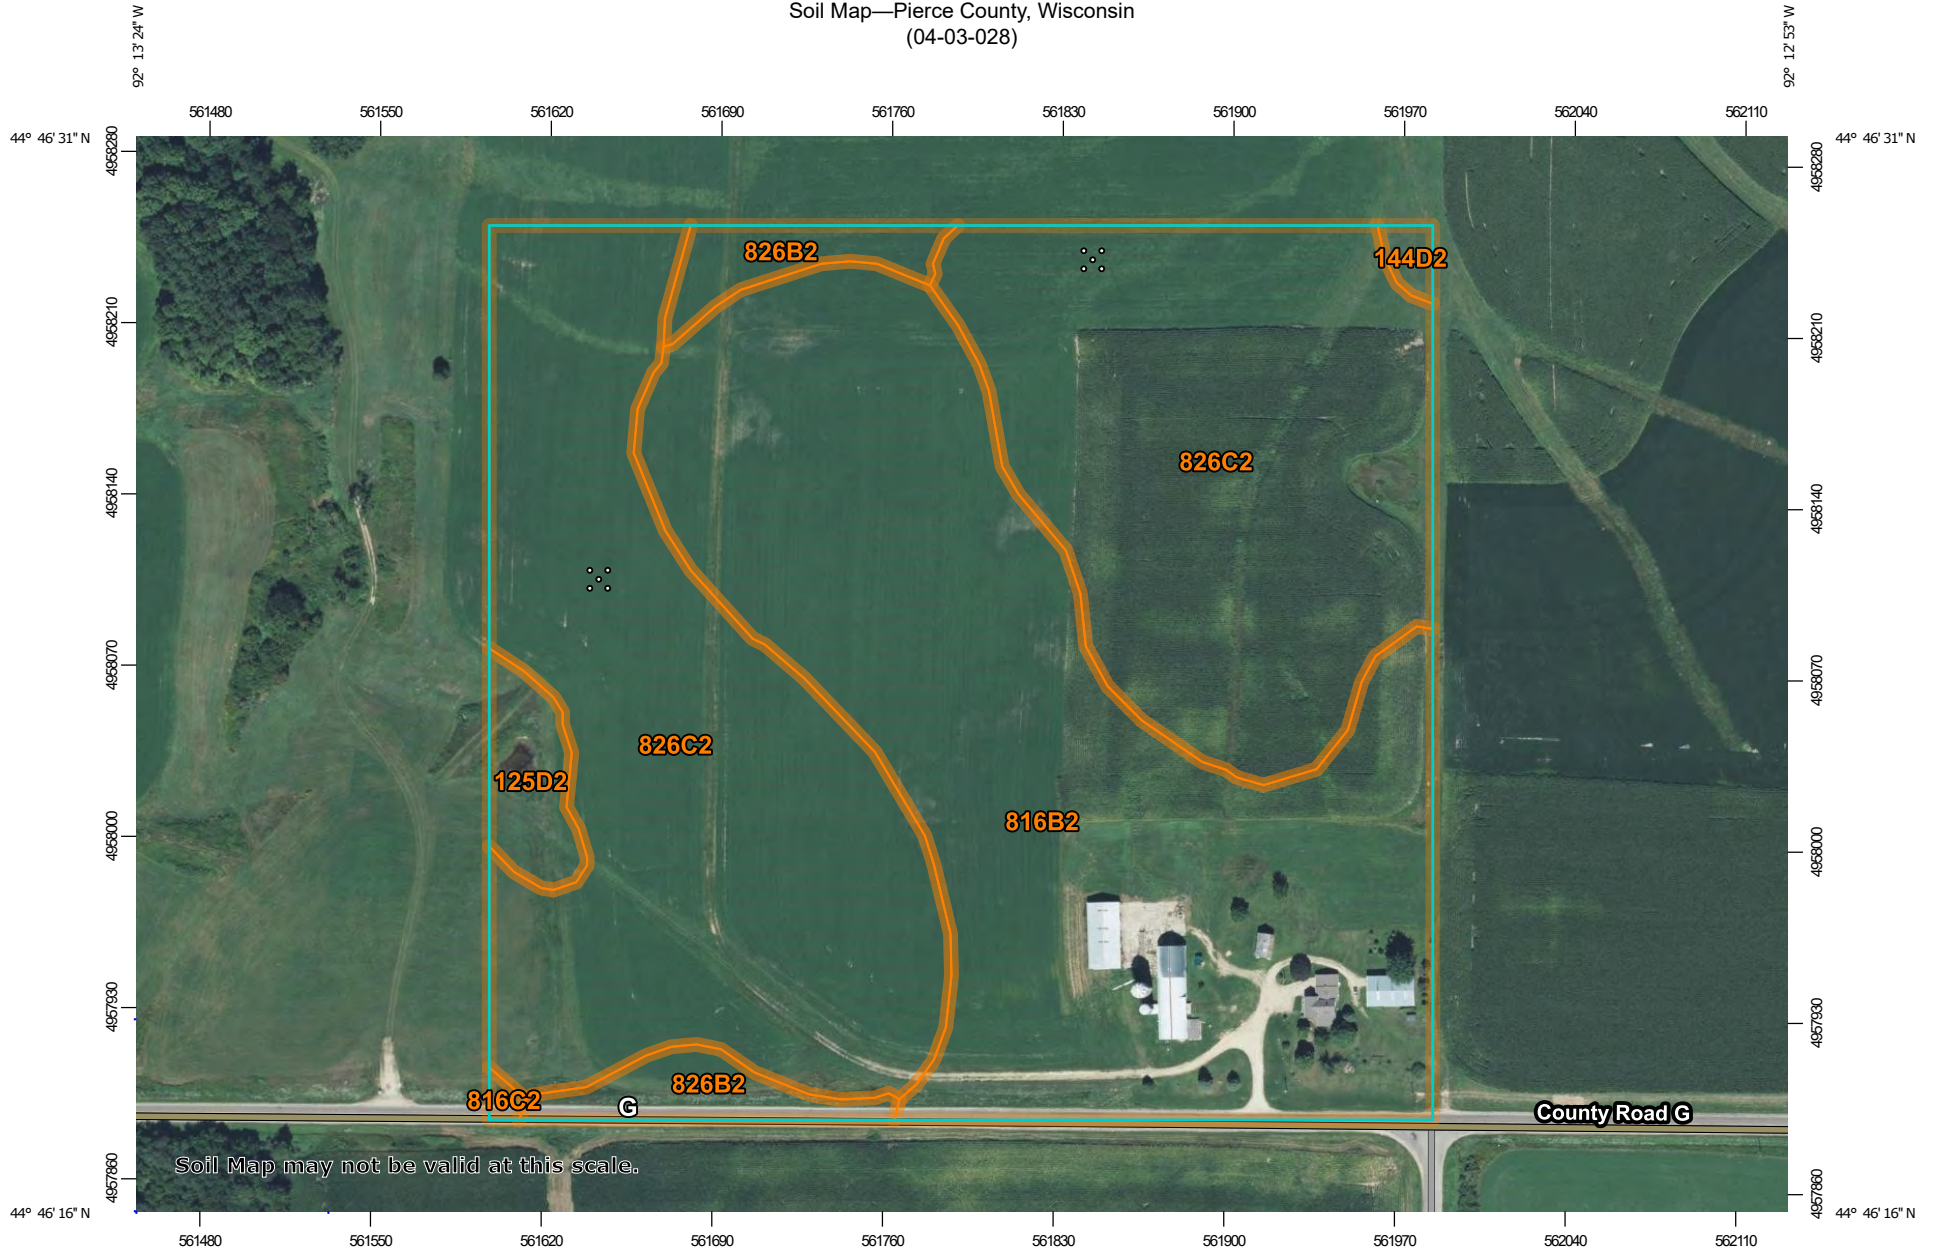 Soil Map—Pierce County, Wisconsin
(04-03-028)
92° 13' 24'' W
92° 12' 53'' W
561480 561550 561620 561690 561760 561830 561900 561970 562040 562110
44° 46' 31'' N
44° 46' 31'' N
4958280
4958280
826B2
144D2
4958210
4958210
826C2
4958140
4958140
4958070
4958070
826C2
125D2
816B2
4958000
4958000
4957930
4957930
826B2
816C2
G
County Road G
Soil Map may not be valid at this scale.
4957860
4957860
44° 46' 16'' N
44° 46' 16'' N
561480 561550 561620 561690 561760 561830 561900 561970 562040 562110